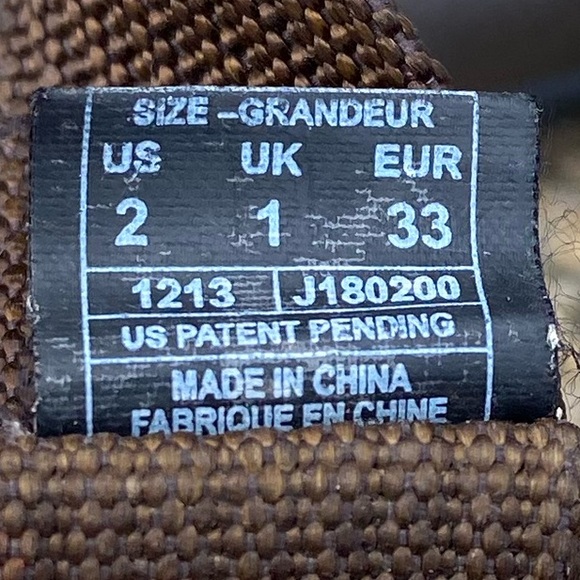 SIZE –GRANDEUR
US UK EUR
2 1 33
1213 J180200
US PATENT PENDING
MADE IN CHINA
FABRIQUE EN CHINE